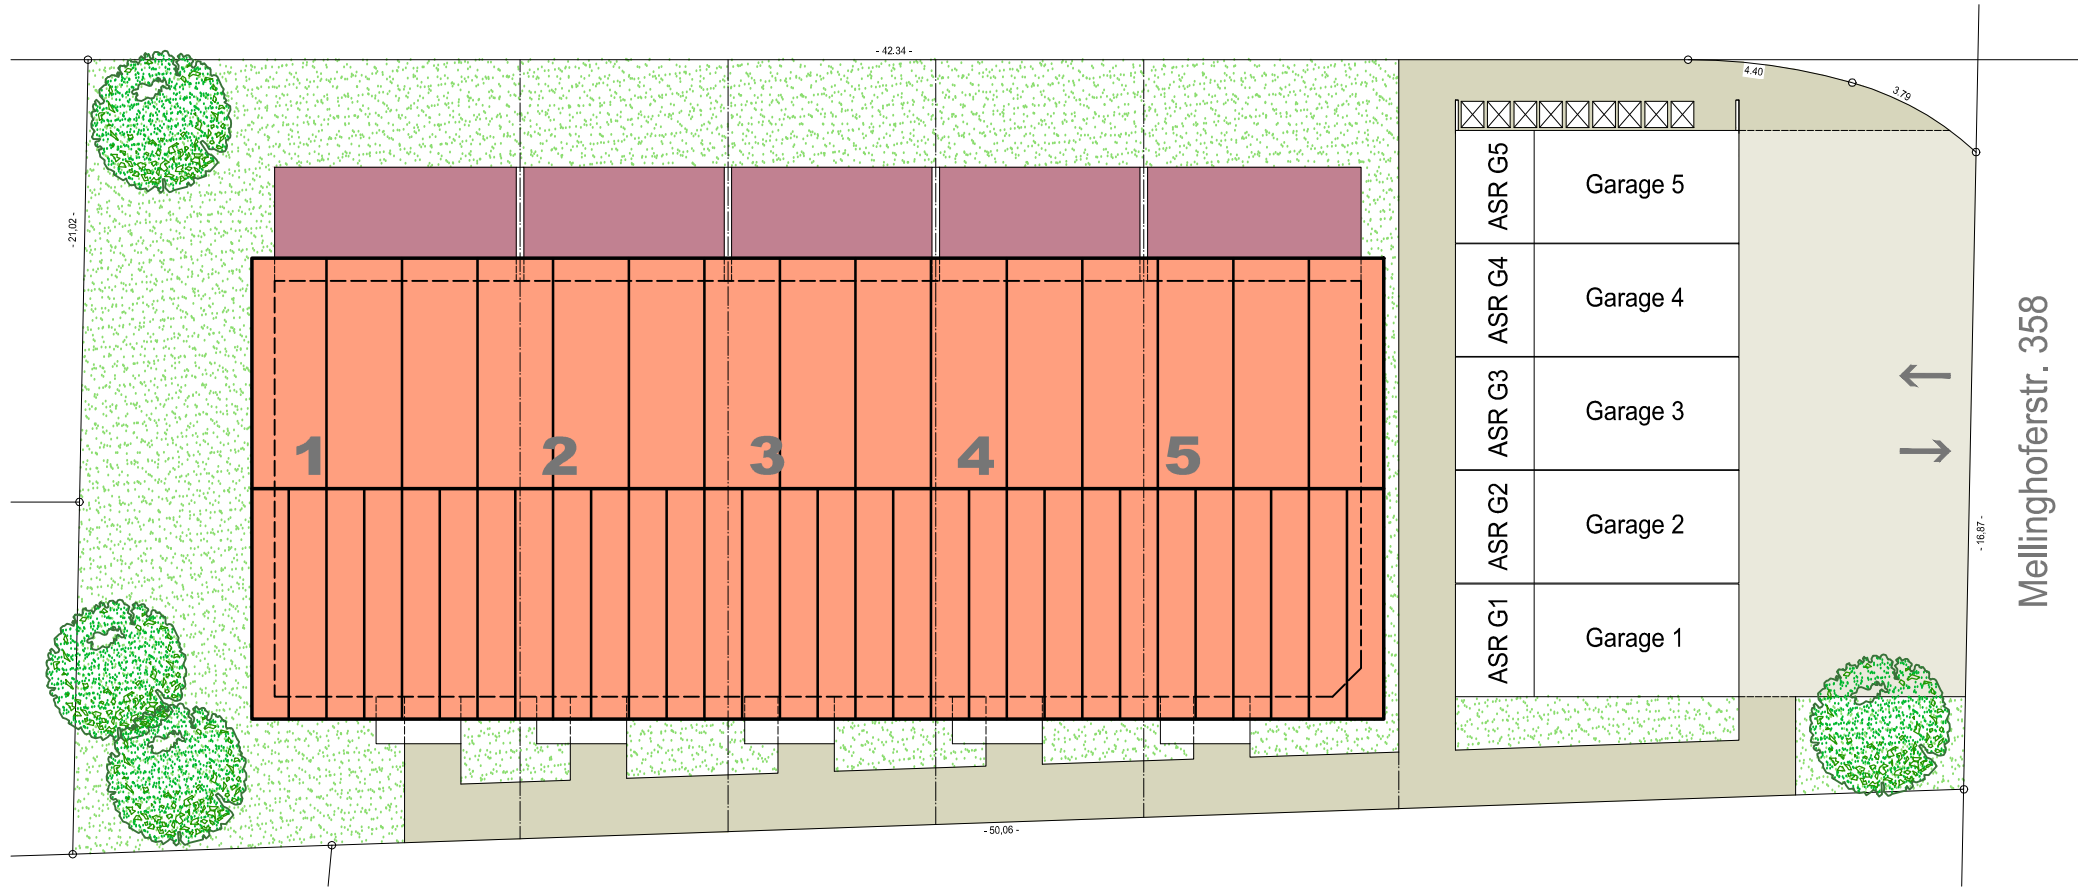 - 42.34 -
4.40
3.79
- 21,02 -
ASR G5
Garage 5
ASR G4
Garage 4
ASR G3
Garage 3
ASR G2
Garage 2
ASR G1
Garage 1
1
2
3
4
5
Mellinghoferstr. 358
- 16,87 -
- 50,06 -